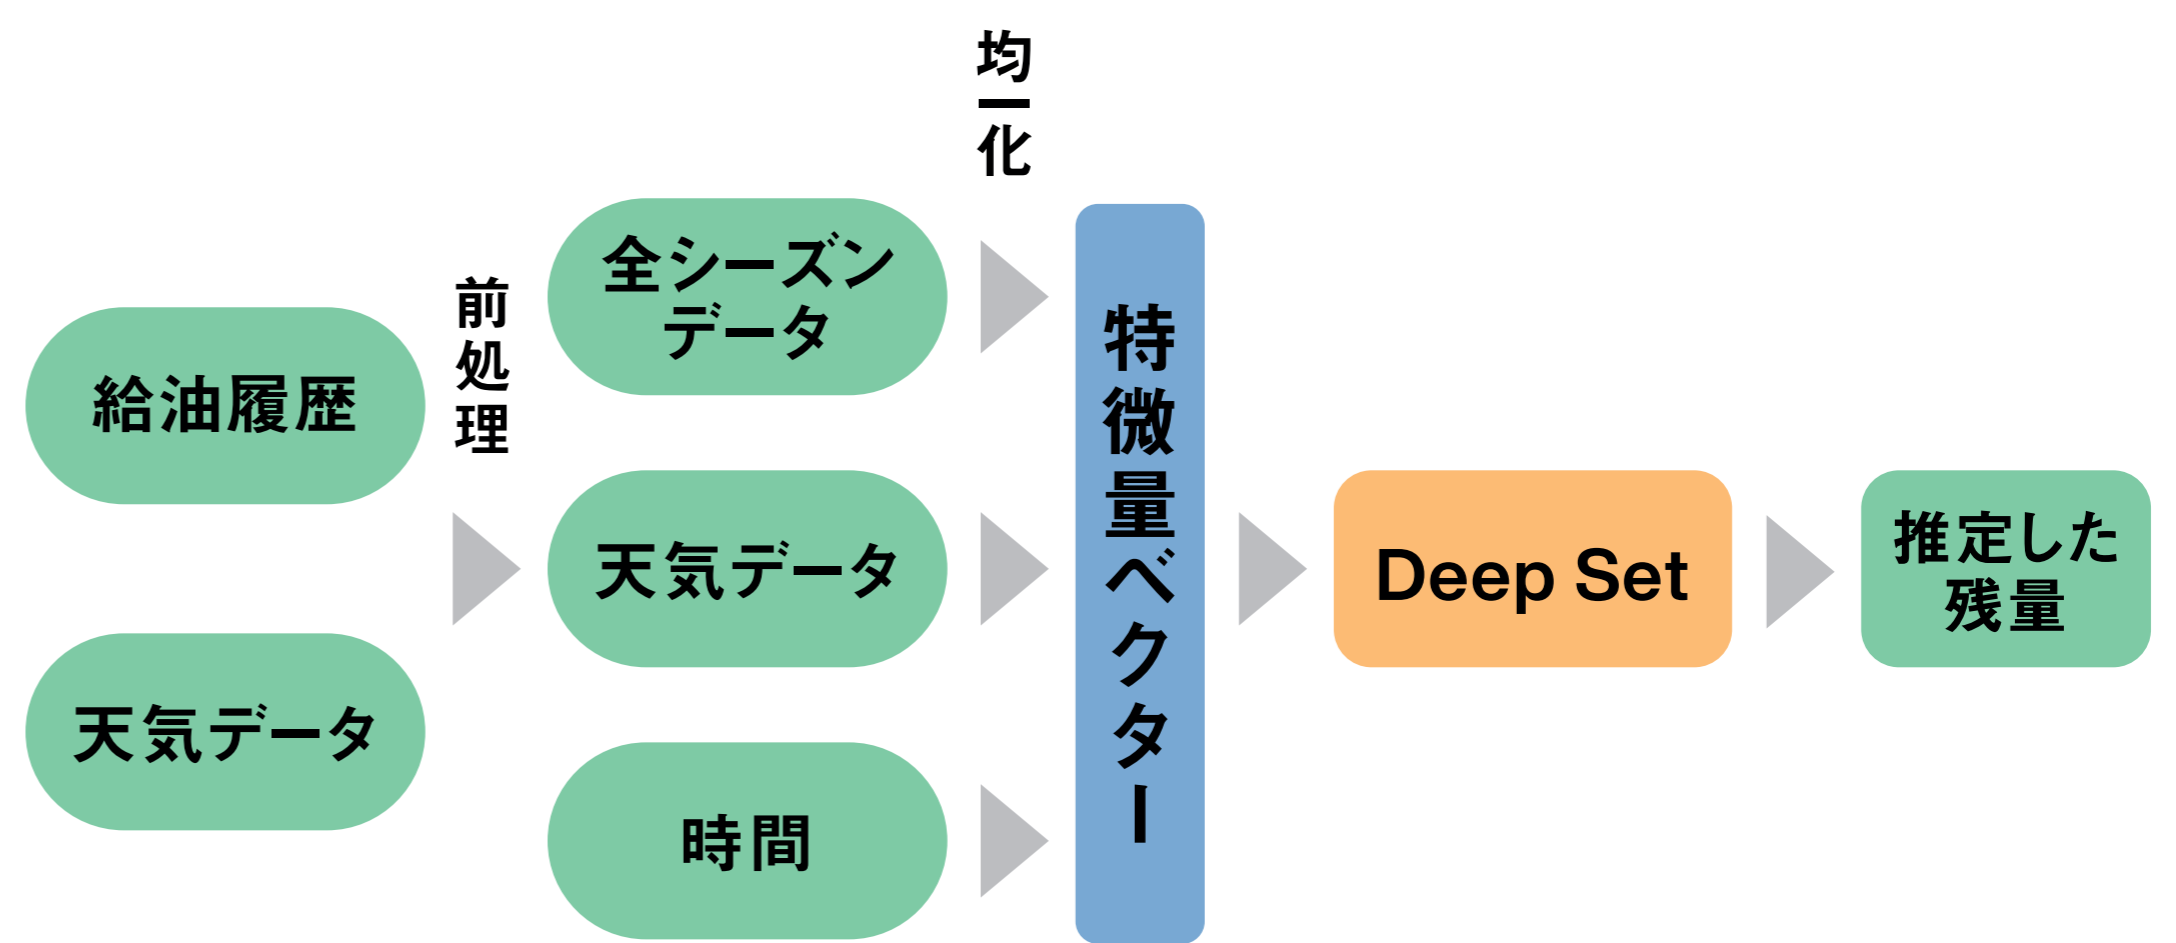 給油履歴
天気データ
前処理
全シーズン
データ
天気データ
時間
均一化
特微量ベクター
Deep Set
推定した
残量